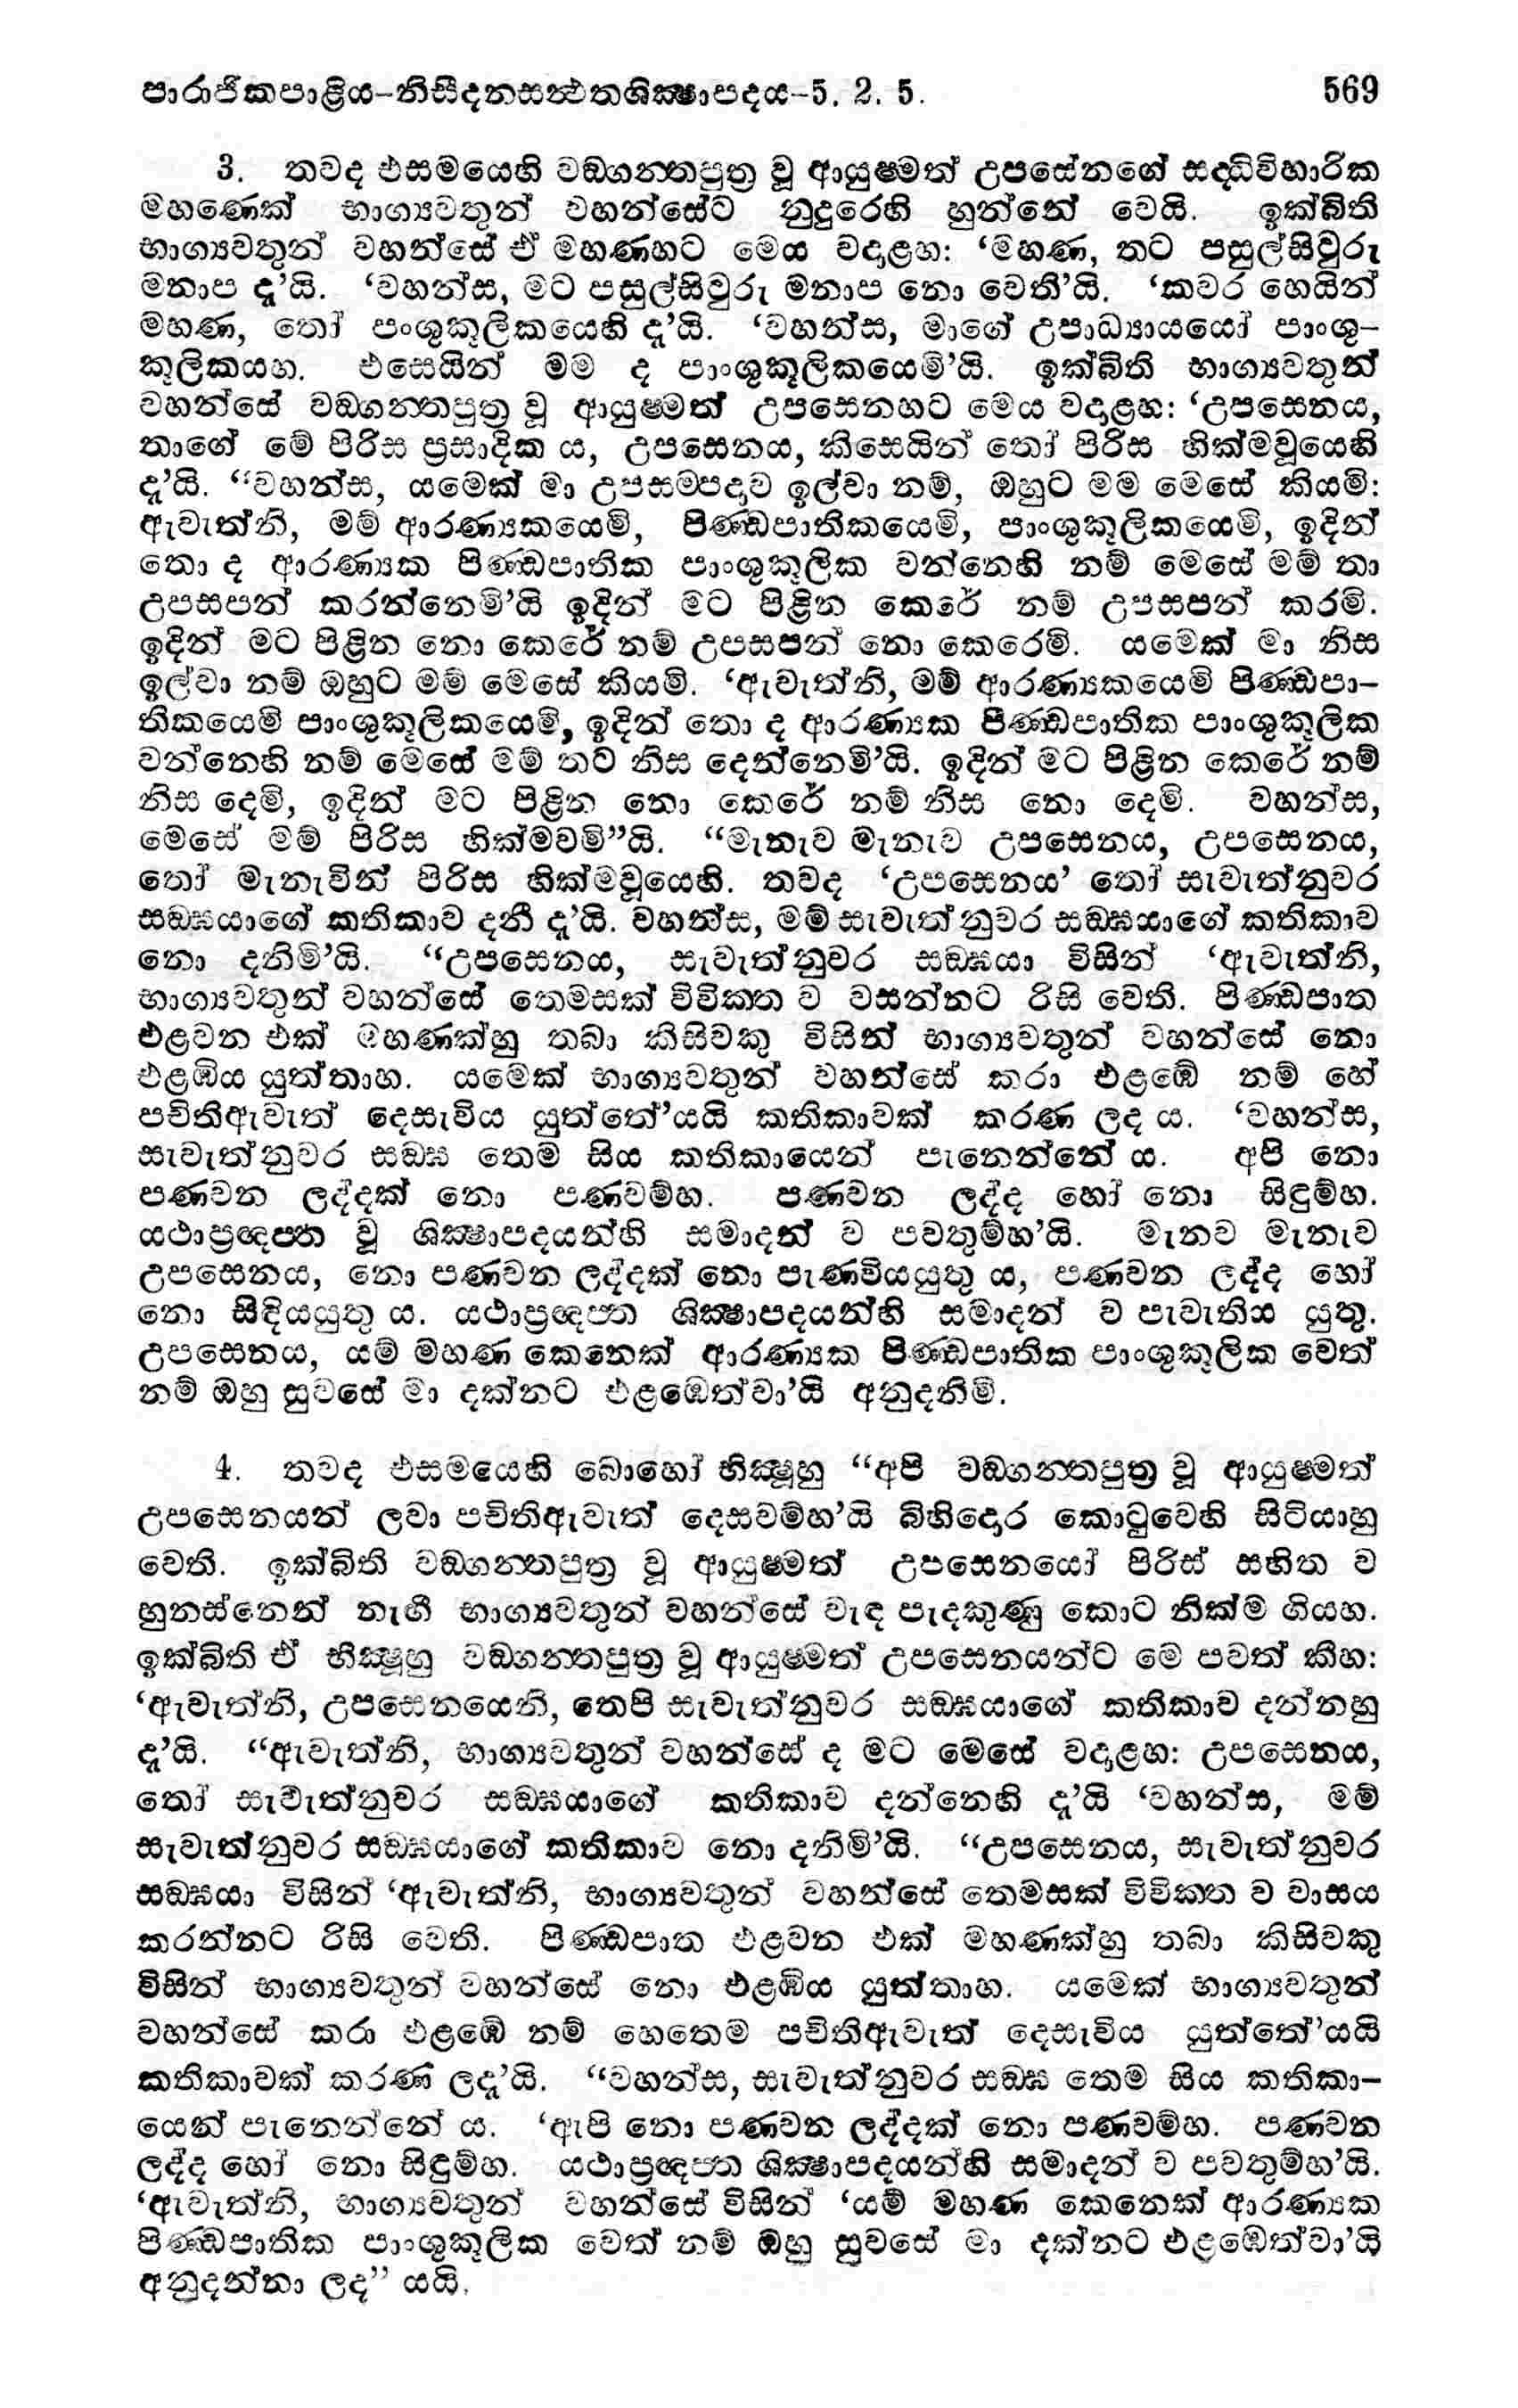 පාරාජිකපාළිය-නිසීදනසන්‍ථතශික්‍ෂාපදය-5. 2. 5. 569
3. තවද එසමයෙහි වඞ්ගන්‍තපුත්‍ර වූ ආයුෂ්මත් උපසේනගේ සද්‍ධිවිහාරික
මහණෙක් භාග්‍යවතුන් වහන්සේට නුදුරෙහි හුන්නේ වෙයි. ඉක්බිති
භාග්‍යවතුන් වහන්සේ ඒ මහණහට මෙය වදාළහ: ‘මහණ, තට පසුල්සිවුරු
මනාප දැ’යි. ‘වහන්ස, මට පසුල්සිවුරු මනාප නො වෙති’යි. ‘කවර හෙයින්
මහණ, තෝ පංශුකූලිකයෙහි දැ’යි. ‘වහන්ස, මාගේ උපාධ්‍යායයෝ පාංශු-
කූලිකයහ. එසෙයින් මම ද පාංශුකූලිකයෙමි’යි. ඉක්බිති භාග්‍යවතුන්
වහන්සේ වඞ්ගන්‍තපුත්‍ර වූ ආයුෂ්මත් උපසෙනහට මෙය වදාළහ: ‘උපසෙනය,
තාගේ මේ පිරිස ප්‍රසාදික ය, උපසෙනය, කිසෙයින් තෝ පිරිස හික්මවූයෙහි
දැ’යි. “වහන්ස, යමෙක් මා උපසම්පදාව ඉල්වා නම්, ඔහුට මම මෙසේ කියමි:
ඇවැත්නි, මම් ආරණ්‍යකයෙමි, පිණ්ඩපාතිකයෙමි, පාංශුකූලිකයෙමි, ඉදින්
තො ද ආරණ්‍යක පිණ්ඩපාතික පාංශුකූලික වන්නෙහි නම් මෙසේ මම් තා
උපසපන් කරන්නෙමි’යි ඉදින් මට පිළින කෙරේ නම් උපසපන් කරමි.
ඉදින් මට පිළින නො කෙරේ නම් උපසපන් නො කෙරෙමි. යමෙක් මා නිස
ඉල්වා නම් ඔහුට මම් මෙසේ කියමි. ‘ඇවැත්නි, මම් ආරණ්‍යකයෙමි පිණ්ඩපා-
තිකයෙමි පාංශුකූලිකයෙමි, ඉදින් තො ද ආරණ්‍යක පිණ්ඩපාතික පාංශුකූලික
වන්නෙහි නම් මෙසේ මම් තට නිස දෙන්නෙමි’යි. ඉදින් මට පිළින කෙරේ නම්
නිස දෙමි, ඉදින් මට පිළින නො කෙරේ නම් නිස නො දෙමි. වහන්ස,
මෙසේ මම් පිරිස හික්මවමි”යි. “මැනැව මැනැව උපසෙනය, උපසෙනය,
තෝ මැනැවින් පිරිස හික්මවූයෙහි. තවද ‘උපසෙනය’ තෝ සැවැත්නුවර
සඞ්ඝයාගේ කතිකාව දනී දැ’යි. වහන්ස, මම් සැවැත්නුවර සඞ්ඝයාගේ කතිකාව
නො දනිමි’යි. “උපසෙනය, සැවැත්නුවර සඞ්ඝයා විසින් ‘ඇවැත්නි,
භාග්‍යවතුන් වහන්සේ තෙමසක් විවික්ත ව වසන්නට රිසි වෙති. පිණ්ඩපාත
එළවන එක් මහණක්හු තබා කිසිවකු විසින් භාග්‍යවතුන් වහන්සේ නො
එළඹිය යුත්තාහ. යමෙක් භාග්‍යවතුන් වහන්සේ කරා එළඹේ නම් හේ
පචිතිඇවැත් දෙසැවිය යුත්තේ’යයි කතිකාවක් කරණ ලද ය. ‘වහන්ස,
සැවැත්නුවර සඞ්ඝ තෙම සිය කතිකායෙන් පැනෙන්නේ ය. අපි නො
පණවන ලද්දක් නො පණවම්හ. පණවන ලද්ද හෝ නො සිඳුම්හ.
යථාප්‍රඥප්ත වූ ශික්‍ෂාපදයන්හි සමාදන් ව පවතුම්හ’යි. මැනව මැනැව
උපසෙනය, නො පණවන ලද්දක් නො පැණවියයුතු ය, පණවන ලද්ද හෝ
නො සිඳියයුතු ය. යථාප්‍රඥප්ත ශික්‍ෂාපදයන්හි සමාදන් ව පැවැතිය යුතු.
උපසෙනය, යම් මහණ කෙනෙක් ආරණ්‍යක පිණ්ඩපාතික පාංශුකූලික වෙත්
නම් ඔහු සුවසේ මා දක්නට එළඹෙත්වා’යි අනුදනිමි.
4. තවද එසමයෙහි බොහෝ භික්‍ෂූහු “අපි වඞ්ගන්‍තපුත්‍ර වූ ආයුෂ්මත්
උපසෙනයන් ලවා පචිතිඇවැත් දෙසවම්හ’යි බිහිදොර කොටුවෙහි සිටියාහු
වෙති. ඉක්බිති වඞ්ගන්‍තපුත්‍ර වූ ආයුෂ්මත් උපසෙනයෝ පිරිස් සහිත ව
හුනස්නෙන් නැඟී භාග්‍යවතුන් වහන්සේ වැඳ පැදකුණු කොට නික්ම ගියහ.
ඉක්බිති ඒ භික්‍ෂූහු වඞ්ගන්‍තපුත්‍ර වූ ආයුෂ්මත් උපසෙනයන්ට මෙ පවත් කීහ:
‘ඇවැත්නි, උපසෙනයෙනි, තෙපි සැවැත්නුවර සඞ්ඝයාගේ කතිකාව දන්නහු
දැ’යි. “ඇවැත්නි, භාග්‍යවතුන් වහන්සේ ද මට මෙසේ වදාළහ: උපසෙනය,
තෝ සැවැත්නුවර සඞ්ඝයාගේ කතිකාව දන්නෙහි දැ’යි ‘වහන්ස, මම්
සැවැත්නුවර සඞ්ඝයාගේ කතිකාව නො දනිමි’යි. “උපසෙනය, සැවැත්නුවර
සඞ්ඝයා විසින් ‘ඇවැත්නි, භාග්‍යවතුන් වහන්සේ තෙමසක් විවික්ත ව වාසය
කරන්නට රිසි වෙති. පිණ්ඩපාත එළවන එක් මහණක්හු තබා කිසිවකු
විසින් භාග්‍යවතුන් වහන්සේ නො එළඹිය යුත්තාහ. යමෙක් භාග්‍යවතුන්
වහන්සේ කරා එළඹේ නම් හෙතෙම පචිතිඇවැත් දෙසැවිය යුත්තේ’යයි
කතිකාවක් කරණ ලදැ’යි. “වහන්ස, සැවැත්නුවර සඞ්ඝ තෙම සිය කතිකා-
යෙන් පැනෙන්නේ ය. ‘ඇපි නො පණවන ලද්දක් නො පණවම්හ. පණවන
ලද්ද හෝ නො සිඳුම්හ. යථාප්‍රඥප්ත ශික්‍ෂාපදයන්හි සමාදන් ව පවතුම්හ’යි.
‘ඇවැත්නි, භාග්‍යවතුන් වහන්සේ විසින් ‘යම් මහණ කෙනෙක් ආරණ්‍යක
පිණ්ඩපාතික පාංශුකූලික වෙත් නම් ඔහු සුවසේ මා දක්නට එළඹෙත්වා’යි
අනුදන්නා ලද” යයි.